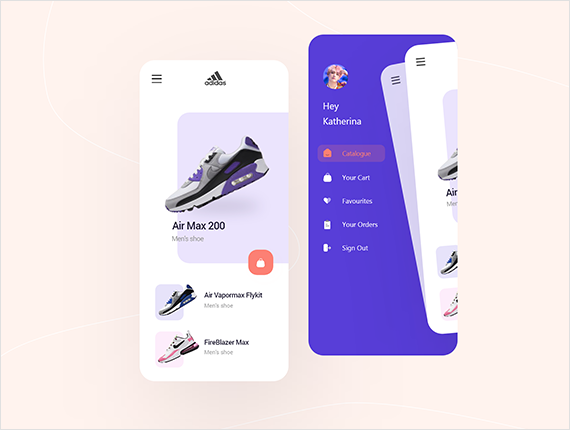 adidas
Air Max 200
Men's shoe
Air Vapormax Flykit
Men's shoe
FireBlazer Max
Men's shoe
Hey
Katherina
Catalogue
Your Cart
Favourites
Your Orders
Sign Out
Air
Men's